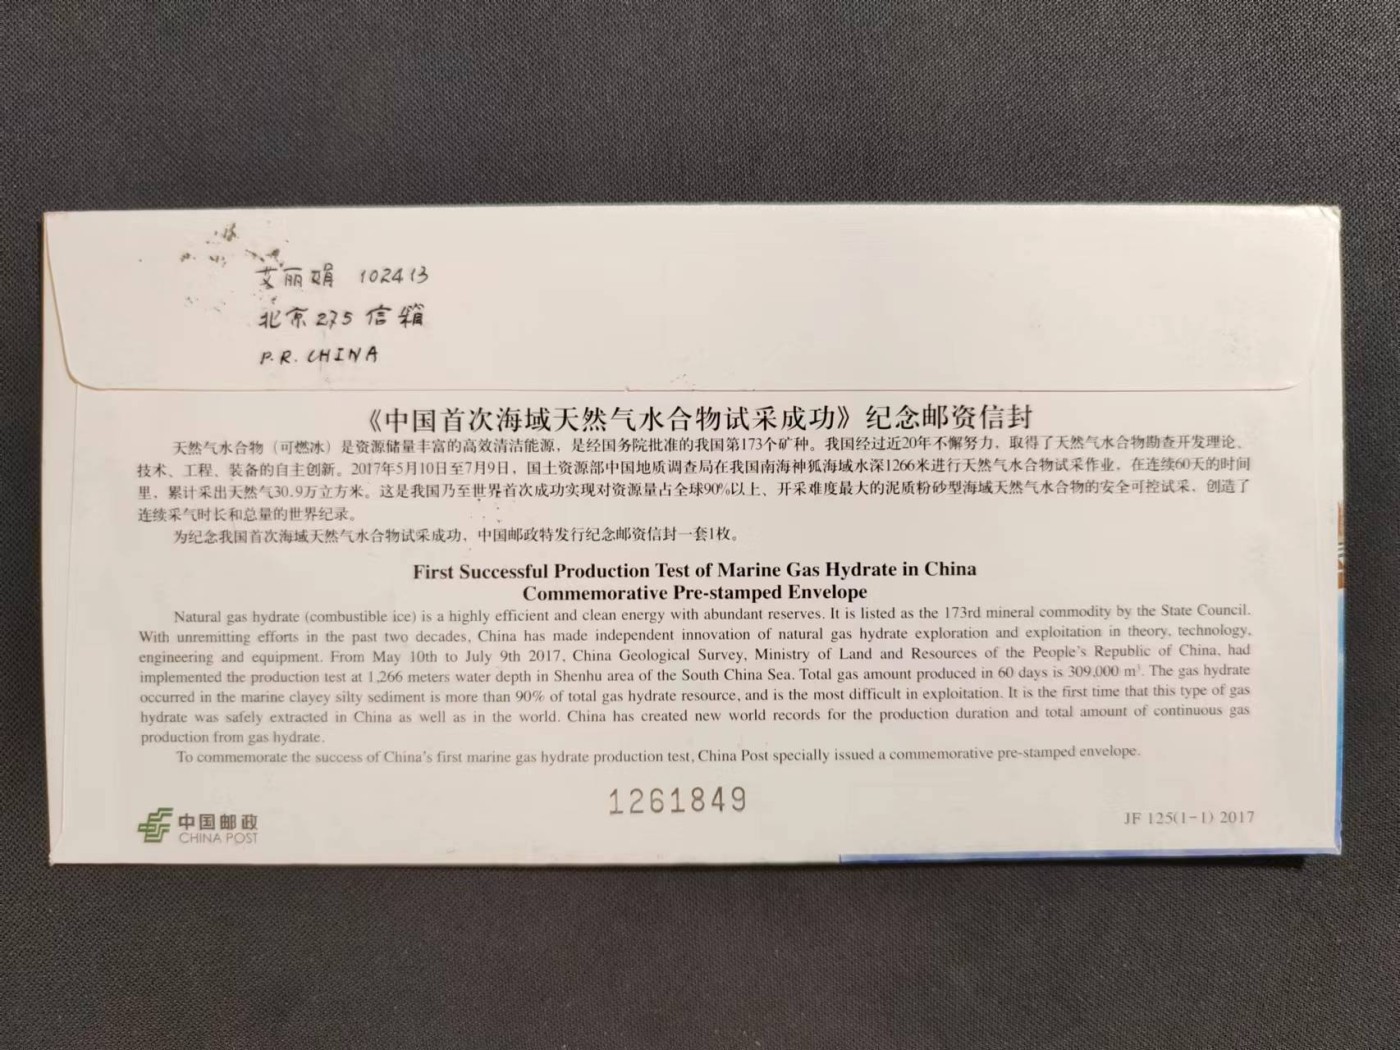 艾丽娟 102413
北京275信箱
P.R. CHINA
《中国首次海域天然气水合物试采成功》纪念邮资信封
天然气水合物（可燃冰）是资源储量丰富的高效清洁能源，是经国务院批准的我国第173个矿种。我国经过近20年不懈努力，取得了天然气水合物勘查开发理论、
技术、工程、装备的自主创新。2017年5月10日至7月9日，国土资源部中国地质调查局在我国南海神狐海域水深1266米进行天然气水合物试采作业，在连续60天的时间
里，累计采出天然气30.9万立方米。这是我国乃至世界首次成功实现对资源量占全球90%以上、开采难度最大的泥质粉砂型海域天然气水合物的安全可控试采，创造了
连续采气时长和总量的世界纪录。
为纪念我国首次海域天然气水合物试采成功，中国邮政特发行纪念邮资信封一套1枚。
First Successful Production Test of Marine Gas Hydrate in China
Commemorative Pre-stamped Envelope
Natural gas hydrate (combustible ice) is a highly efficient and clean energy with abundant reserves. It is listed as the 173rd mineral commodity by the State Council.
With unremitting efforts in the past two decades, China has made independent innovation of natural gas hydrate exploration and exploitation in theory, technology,
engineering and equipment. From May 10th to July 9th 2017, China Geological Survey, Ministry of Land and Resources of the People's Republic of China, had
implemented the production test at 1,266 meters water depth in Shenhu area of the South China Sea. Total gas amount produced in 60 days is 309,000 m³. The gas hydrate
occurred in the marine clayey silty sediment is more than 90% of total gas hydrate resource, and is the most difficult in exploitation. It is the first time that this type of gas
hydrate was safely extracted in China as well as in the world. China has created new world records for the production duration and total amount of continuous gas
production from gas hydrate.
To commemorate the success of China's first marine gas hydrate production test, China Post specially issued a commemorative pre-stamped envelope.
1261849
中国邮政
CHINA POST
JF 125(1-1) 2017